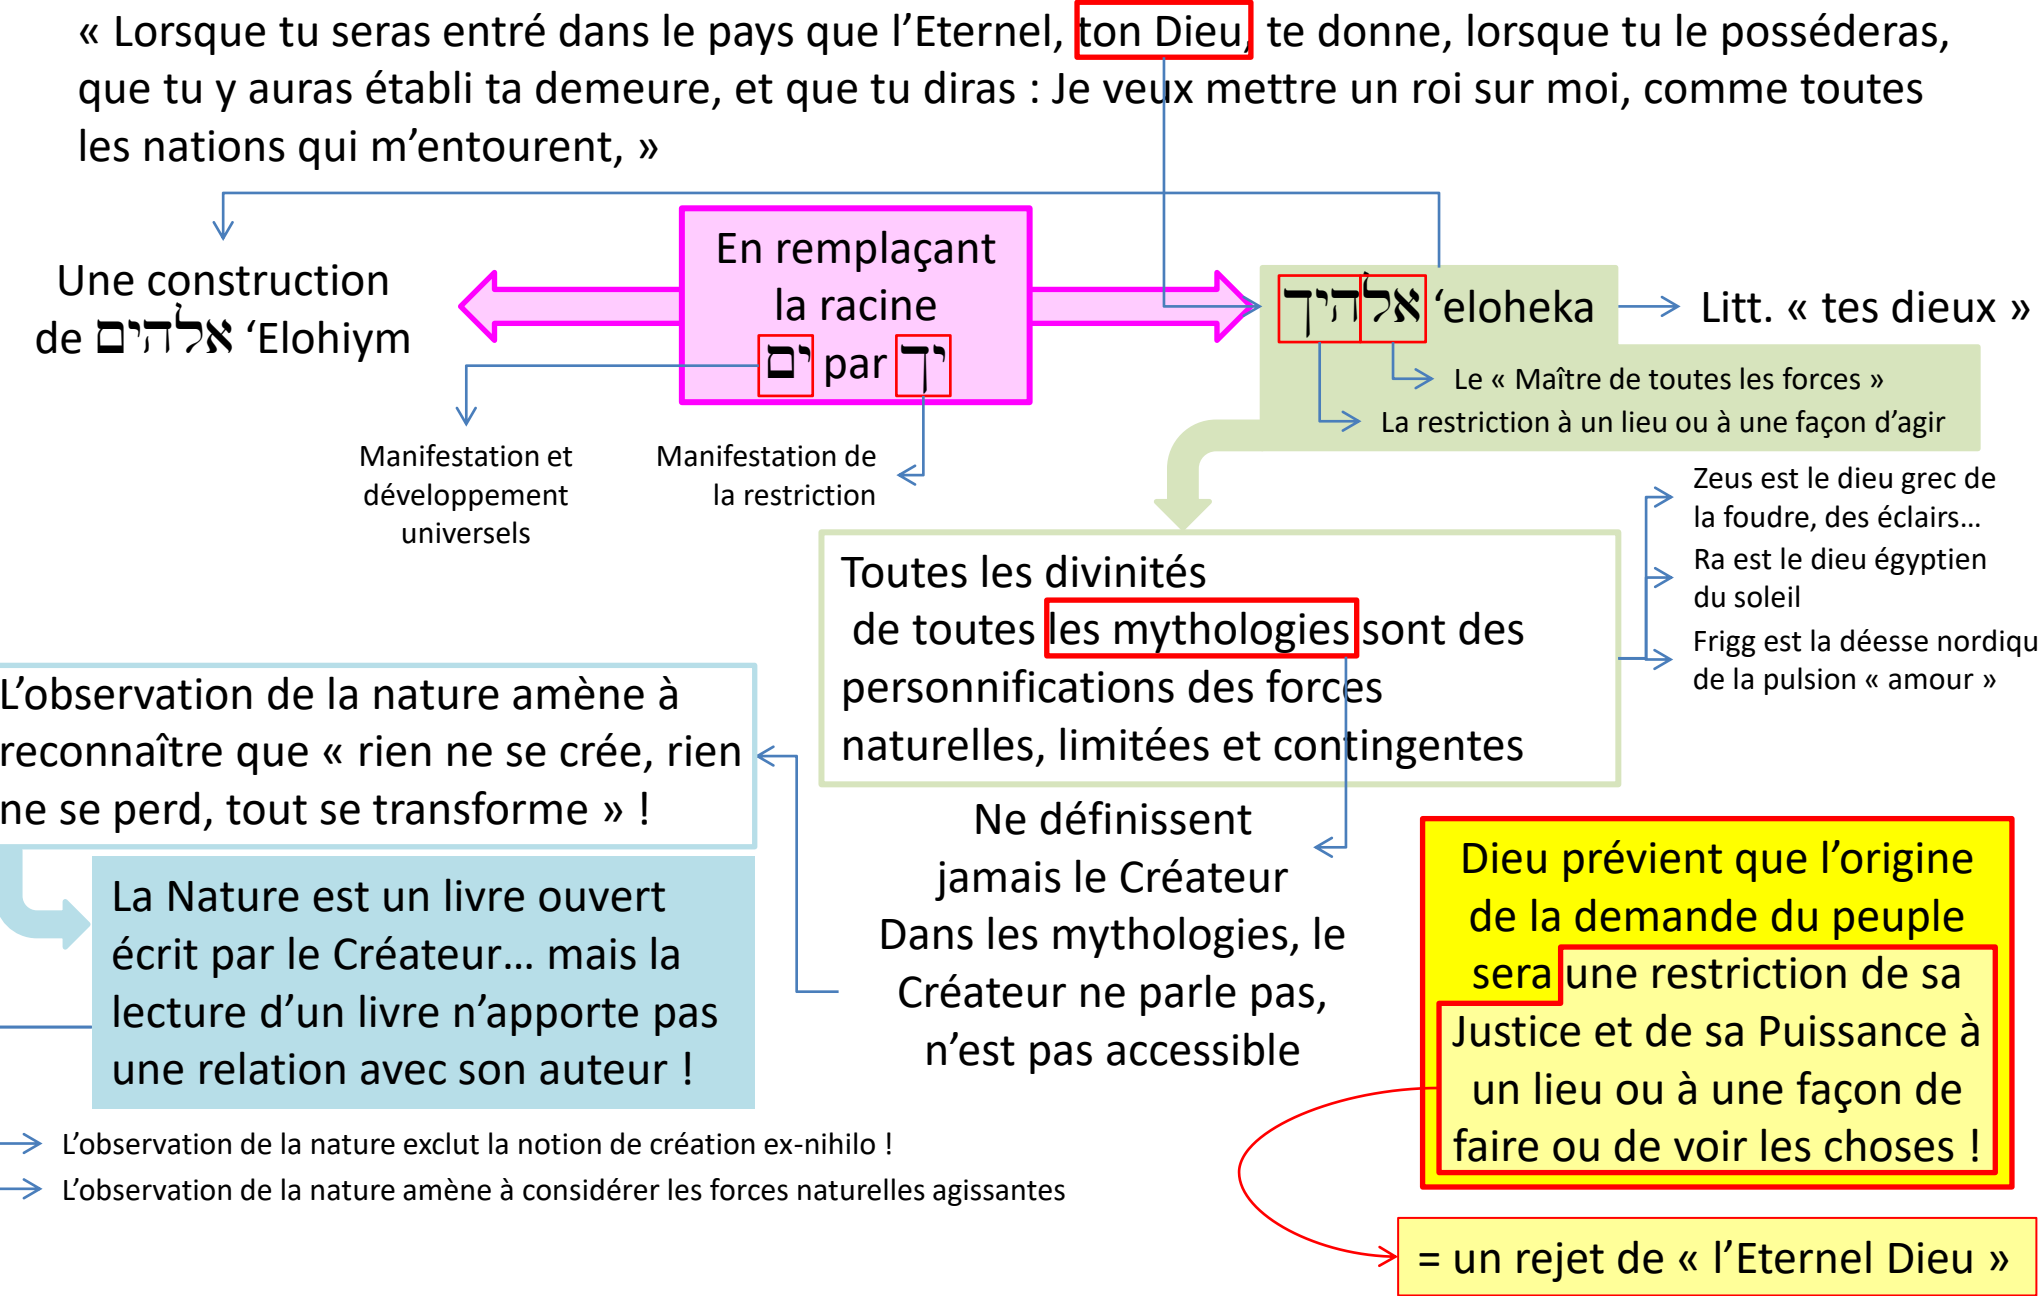 « Lorsque tu seras entré dans le pays que l’Eternel, ton Dieu, te donne, lorsque tu le posséderas,
que tu y auras établi ta demeure, et que tu diras : Je veux mettre un roi sur moi, comme toutes
les nations qui m’entourent, »
Une construction
de אלהים ‘Elohiym
En remplaçant
la racine
ים par יך
אלהיך ‘eloheka
Litt. « tes dieux »
Le « Maître de toutes les forces »
La restriction à un lieu ou à une façon d’agir
Manifestation et
développement
universels
Manifestation de
la restriction
Toutes les divinités
de toutes les mythologies sont des
personnifications des forces
naturelles, limitées et contingentes
Zeus est le dieu grec de
la foudre, des éclairs…
Ra est le dieu égyptien
du soleil
Frigg est la déesse nordiqu
de la pulsion « amour »
L’observation de la nature amène à
reconnaître que « rien ne se crée, rien
ne se perd, tout se transforme » !
La Nature est un livre ouvert
écrit par le Créateur… mais la
lecture d’un livre n’apporte pas
une relation avec son auteur !
Ne définissent
jamais le Créateur
Dans les mythologies, le
Créateur ne parle pas,
n’est pas accessible
Dieu prévient que l’origine
de la demande du peuple
sera une restriction de sa
Justice et de sa Puissance à
un lieu ou à une façon de
faire ou de voir les choses !
L’observation de la nature exclut la notion de création ex-nihilo !
L’observation de la nature amène à considérer les forces naturelles agissantes
= un rejet de « l’Eternel Dieu »